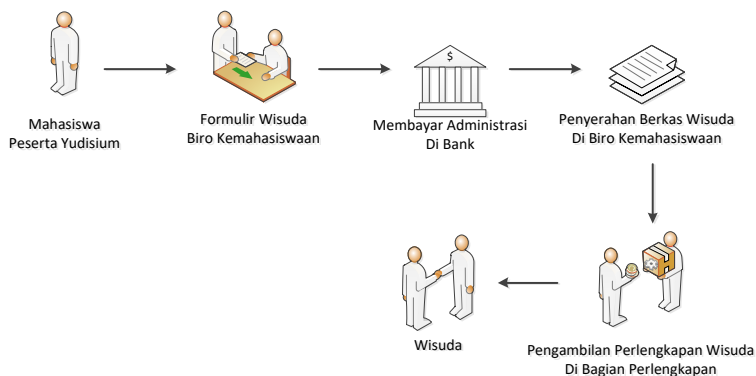 Mahasiswa
Peserta Yudisium
Formulir Wisuda
Biro Kemahasiswaan
$
Membayar Administrasi
Di Bank
Penyerahan Berkas Wisuda
Di Biro Kemahasiswaan
Pengambilan Perlengkapan Wisuda
Di Bagian Perlengkapan
Wisuda